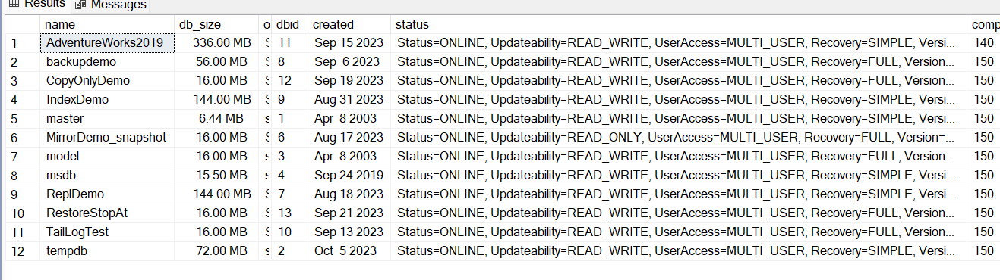 Results Messages
name db_size o dbid created status comp
1 AdventureWorks2019 336.00 MB S 11 Sep 15 2023 Status=ONLINE, Updateability=READ_WRITE, UserAccess=MULTI_USER, Recovery=SIMPLE, Versi... 140
2 backupdemo 56.00 MB S 8 Sep 6 2023 Status=ONLINE, Updateability=READ_WRITE, UserAccess=MULTI_USER, Recovery=FULL, Version... 150
3 CopyOnlyDemo 16.00 MB S 12 Sep 19 2023 Status=ONLINE, Updateability=READ_WRITE, UserAccess=MULTI_USER, Recovery=FULL, Version... 150
4 IndexDemo 144.00 MB S 9 Aug 31 2023 Status=ONLINE, Updateability=READ_WRITE, UserAccess=MULTI_USER, Recovery=SIMPLE, Versi... 150
5 master 6.44 MB s 1 Apr 8 2003 Status=ONLINE, Updateability=READ_WRITE, UserAccess=MULTI_USER, Recovery=SIMPLE, Versi... 150
6 MirrorDemo_snapshot 16.00 MB S 6 Aug 17 2023 Status=ONLINE, Updateability=READ_ONLY, UserAccess=MULTI_USER, Recovery=FULL, Version=... 150
7 model 16.00 MB s 3 Apr 8 2003 Status=ONLINE, Updateability=READ_WRITE, UserAccess=MULTI_USER, Recovery=FULL, Version... 150
8 msdb 15.50 MB s 4 Sep 24 2019 Status=ONLINE, Updateability=READ_WRITE, UserAccess=MULTI_USER, Recovery=SIMPLE, Versi... 150
9 ReplDemo 144.00 MB S 7 Aug 18 2023 Status=ONLINE, Updateability=READ_WRITE, UserAccess=MULTI_USER, Recovery=SIMPLE, Versi... 150
10 RestoreStopAt 16.00 MB S 13 Sep 21 2023 Status=ONLINE, Updateability=READ_WRITE, UserAccess=MULTI_USER, Recovery=FULL, Version... 150
11 TailLogTest 16.00 MB S 10 Sep 13 2023 Status=ONLINE, Updateability=READ_WRITE, UserAccess=MULTI_USER, Recovery=FULL, Version... 150
12 tempdb 72.00 MB s 2 Oct 5 2023 Status=ONLINE, Updateability=READ_WRITE, UserAccess=MULTI_USER, Recovery=SIMPLE, Versi... 150